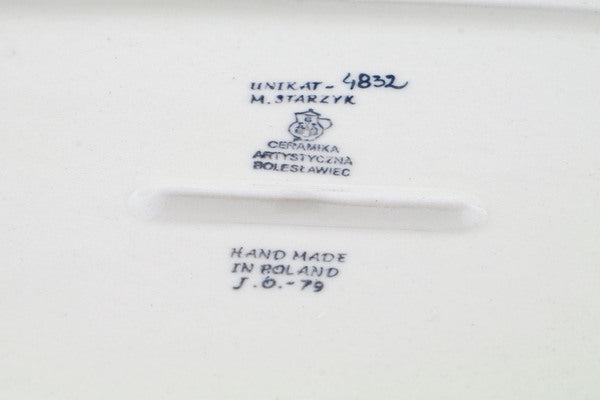 UNIKAT - 4832
M. STARZYK
CERAMIKA
ARTYSTYCZNA
BOLESŁAWIEC
HAND MADE
IN POLAND
J.O.-79